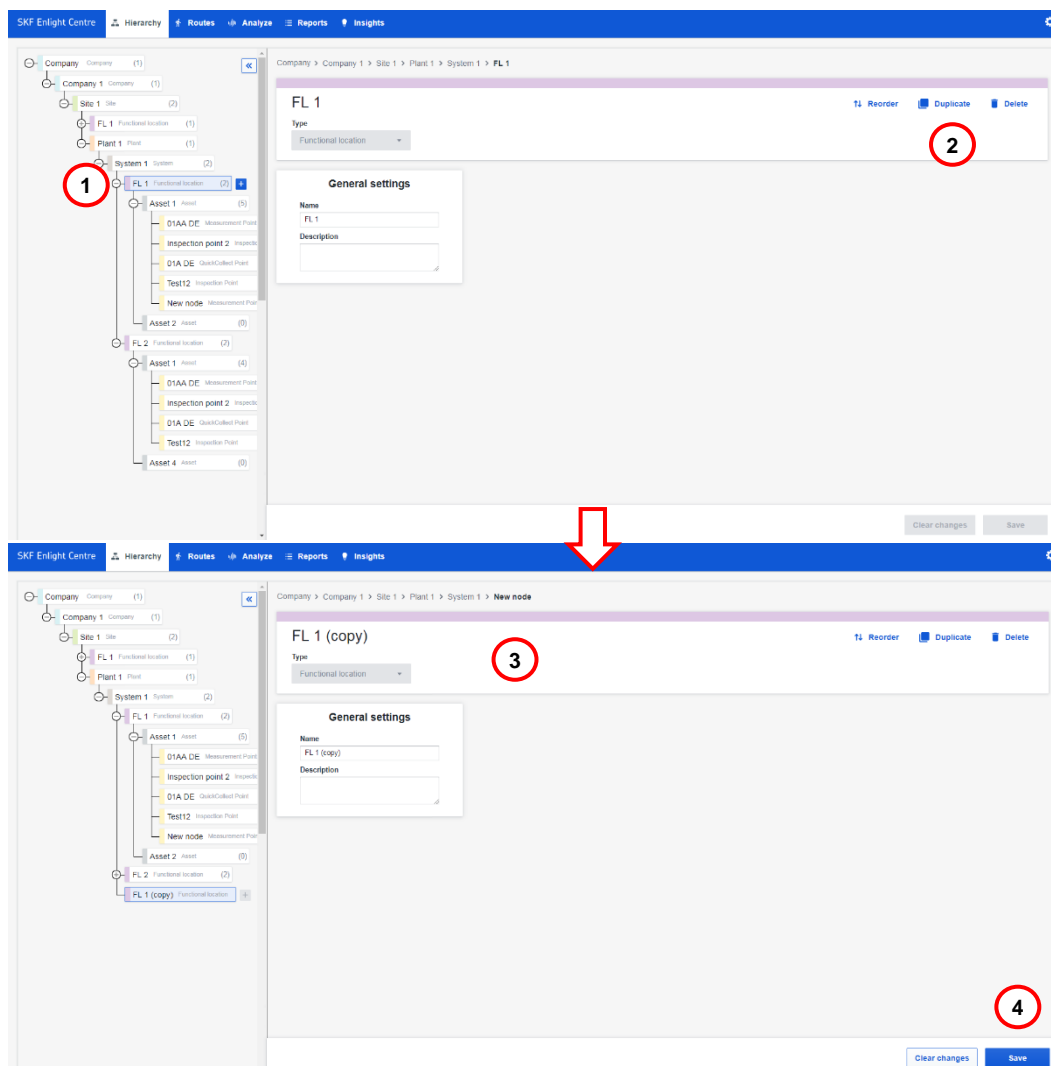 SKF Enlight Centre Hierarchy Routes Analyze Reports Insights
Company Company (1)
Company 1 Company (1)
Site 1 Site (2)
FL 1 Functional location (1)
Plant 1 Plant (1)
System 1 System (2)
1
FL 1 Functional location (2) +
Asset 1 Asset (5)
01AA DE Measurement Point
Inspection point 2
01A DE QuickCollect Point
Test12 Inspection Point
New node
Asset 2 Asset (0)
FL 2 Functional location (2)
Asset 1 Asset (4)
01AA DE Measurement Point
Inspection point 2
01A DE QuickCollect Point
Test12 Inspection Point
Asset 4 Asset (0)
Company > Company 1 > Site 1 > Plant 1 > System 1 > FL 1
FL 1
Reorder Duplicate Delete
Type
Functional location
2
General settings
Name
FL 1
Description
Clear changes Save
SKF Enlight Centre Hierarchy Routes Analyze Reports Insights
Company Company (1)
Company 1 Company (1)
Site 1 Site (2)
FL 1 Functional location (1)
Plant 1 Plant (1)
System 1 System (2)
FL 1 Functional location (2)
Asset 1 Asset (5)
01AA DE Measurement Point
Inspection point 2
01A DE QuickCollect Point
Test12 Inspection Point
New node
Asset 2 Asset (0)
FL 2 Functional location (2)
FL 1 (copy) Functional location +
Company > Company 1 > Site 1 > Plant 1 > System 1 > New node
FL 1 (copy)
Reorder Duplicate Delete
Type
Functional location
3
General settings
Name
FL 1 (copy)
Description
4
Clear changes Save